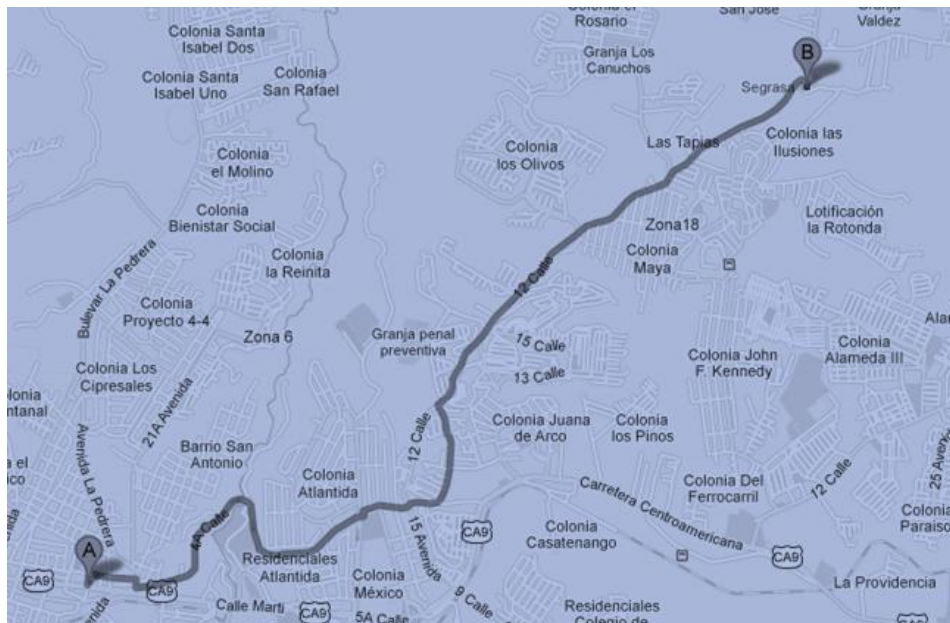 Colonia el
Rosario
San José
Granja
Valdez
Colonia Santa
Isabel Dos
Granja Los
Canuchos
B
Colonia Santa
Isabel Uno
Colonia
San Rafael
Segrasa
Las Tapias
Colonia las
Ilusiones
Colonia
el Molino
Colonia
los Olivos
Colonia
Bienistar Social
Zona18
Lotificación
la Rotonda
Colonia
la Reinita
Colonia
Maya
Bulevar La Pedrera
12 Calle
Colonia
Proyecto 4-4
Zona 6
Granja penal
preventiva
15 Calle
13 Calle
Colonia John
F. Kennedy
Colonia
Alameda III
Colonia Los
Cipresales
21A Avenida
Colonia
Avenida La Pedrera
Barrio San
Antonio
12 Calle
Colonia Juana
de Arco
Colonia
los Pinos
Colonia
Atlantida
Colonia Del
Ferrocarril
12 Calle
25 Aven
Carretera Centroamericana
Colonia
Paraiso
4A Calle
15 Avenida
CA9
Colonia
Casatenango
CA9
A
Residenciales
Atlantida
CA9
CA9
Colonia
México
9 Calle
La Providencia
Calle Marti
CA9
5A Calle
Residenciales
Colegio de
CA9